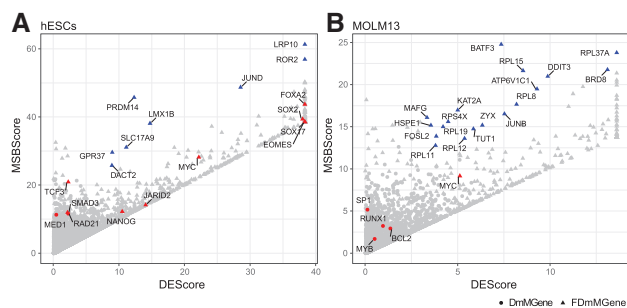 A
hESCs
60
40
20
0
MSBScore
0
10
20
30
40
DEScore
LRP10
ROR2
JUND
FOXA2
SOX2
SOX17
EOMES
PRDM14
LMX1B
SLC17A9
GPR37
DACT2
MYC
TCF3
SMAD3
JARID2
MED1
RAD21
NANOG
B
MOLM13
25
20
15
10
5
0
MSBScore
0
5
10
DEScore
BATF3
RPL37A
RPL15
DDIT3
ATP6V1C1
BRD8
KAT2A
RPL8
MAFG
RPS4X
ZYX
HSPE1
JUNB
RPL19
FOSL2
TUT1
RPL12
RPL11
MYC
SP1
RUNX1
BCL2
MYB
DmMGene
FDmMGene